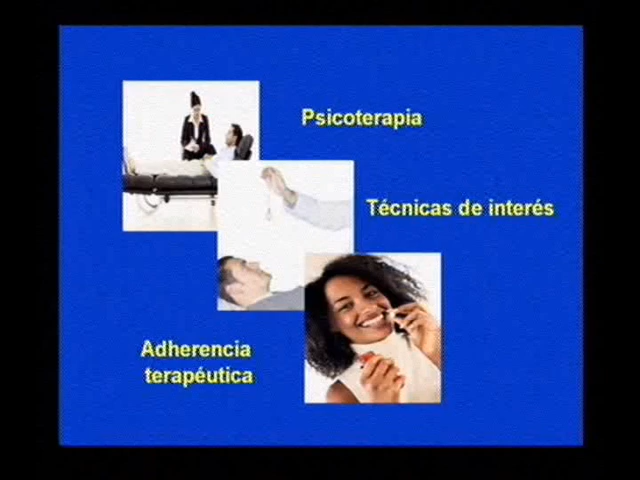 Psicoterapia
Técnicas de interés
Adherencia
terapéutica